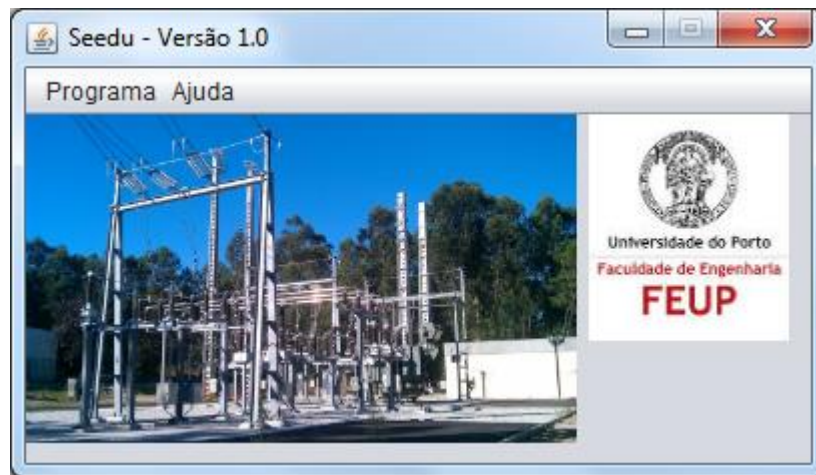 Seedu - Versão 1.0
Programa Ajuda
Universidade do Porto
Faculdade de Engenharia
FEUP